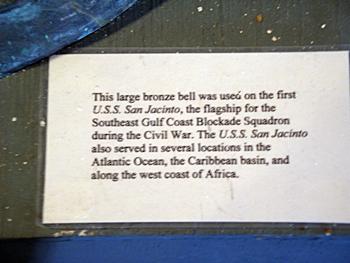 This large bronze bell was used on the first
U.S.S. San Jacinto, the flagship for the
Southeast Gulf Coast Blockade Squadron
during the Civil War. The U.S.S. San Jacinto
also served in several locations in the
Atlantic Ocean, the Caribbean basin, and
along the west coast of Africa.